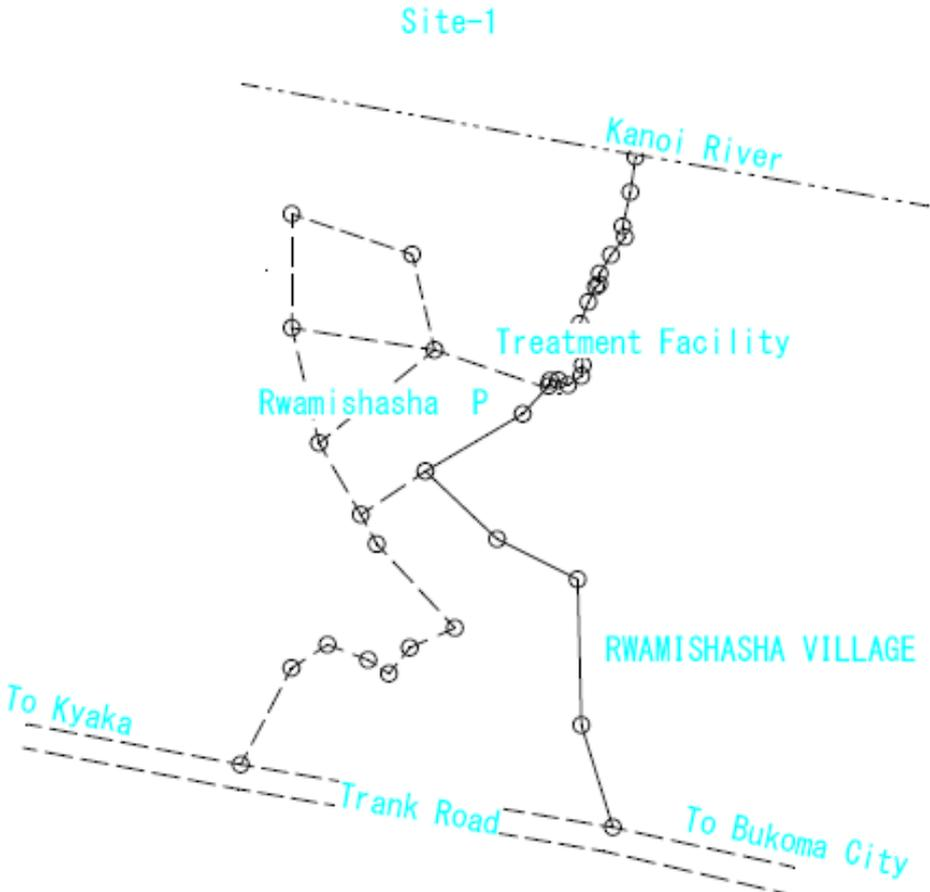 Site-1
Kanoi River
Treatment Facility
Rwamishasha P
RWAMISHASHA VILLAGE
To Kyaka
Trank Road
To Bukoma City